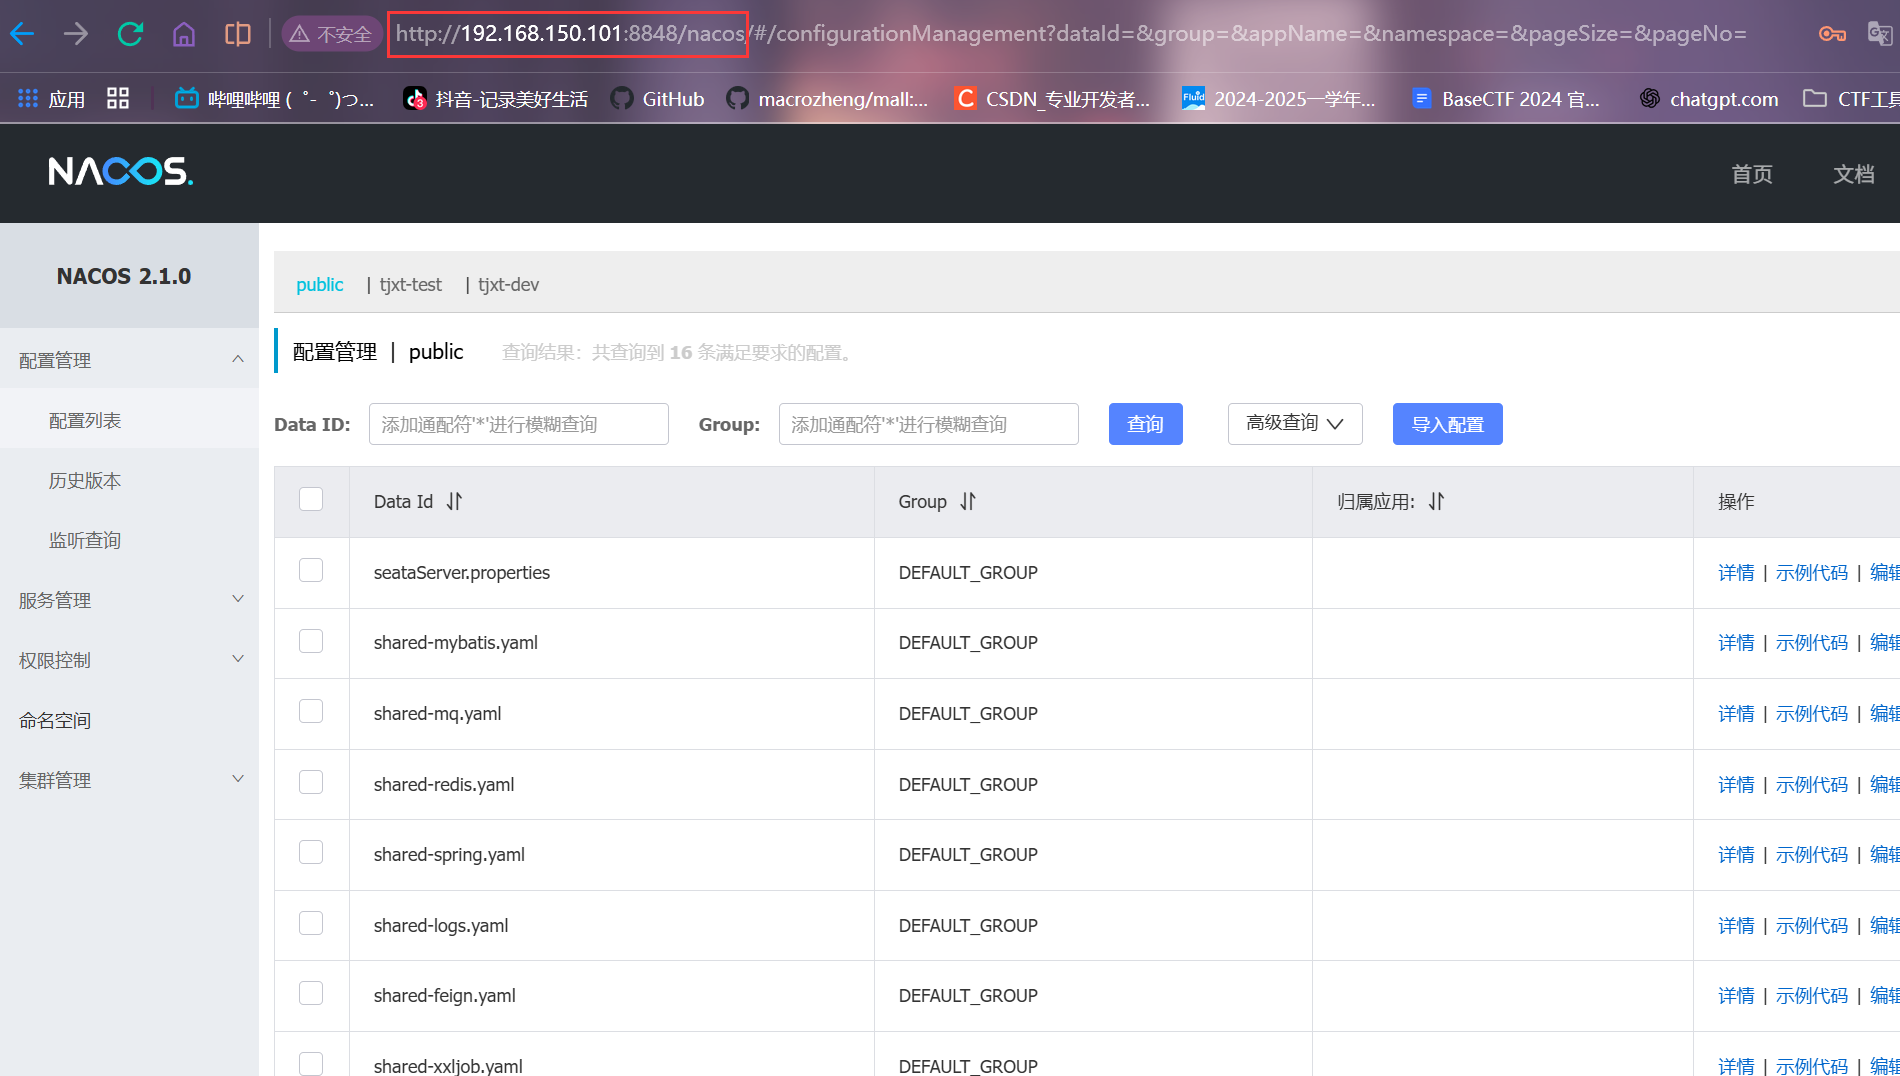 不安全 http://192.168.150.101:8848/nacos/#/configurationManagement?dataId=&group=&appName=&namespace=&pageSize=&pageNo=
应用 哔哩哔哩 (゜-゜)つ... 抖音-记录美好生活 GitHub macrozheng/mall:... CSDN_专业开发者... 2024-2025一学年... BaseCTF 2024 官... chatgpt.com CTF工具
NACOS. 首页 文档
NACOS 2.1.0
public | tjxt-test | tjxt-dev
配置管理 | public 查询结果：共查询到 16 条满足要求的配置。
配置管理
配置列表
历史版本
监听查询
服务管理
权限控制
命名空间
集群管理
Data ID: 添加通配符'*'进行模糊查询 Group: 添加通配符'*'进行模糊查询 查询 高级查询 导入配置
Data Id Group 归属应用: 操作
seataServer.properties DEFAULT_GROUP 详情 | 示例代码 | 编辑
shared-mybatis.yaml DEFAULT_GROUP 详情 | 示例代码 | 编辑
shared-mq.yaml DEFAULT_GROUP 详情 | 示例代码 | 编辑
shared-redis.yaml DEFAULT_GROUP 详情 | 示例代码 | 编辑
shared-spring.yaml DEFAULT_GROUP 详情 | 示例代码 | 编辑
shared-logs.yaml DEFAULT_GROUP 详情 | 示例代码 | 编辑
shared-feign.yaml DEFAULT_GROUP 详情 | 示例代码 | 编辑
shared-xxljob.yaml DEFAULT_GROUP 详情 | 示例代码 | 编辑